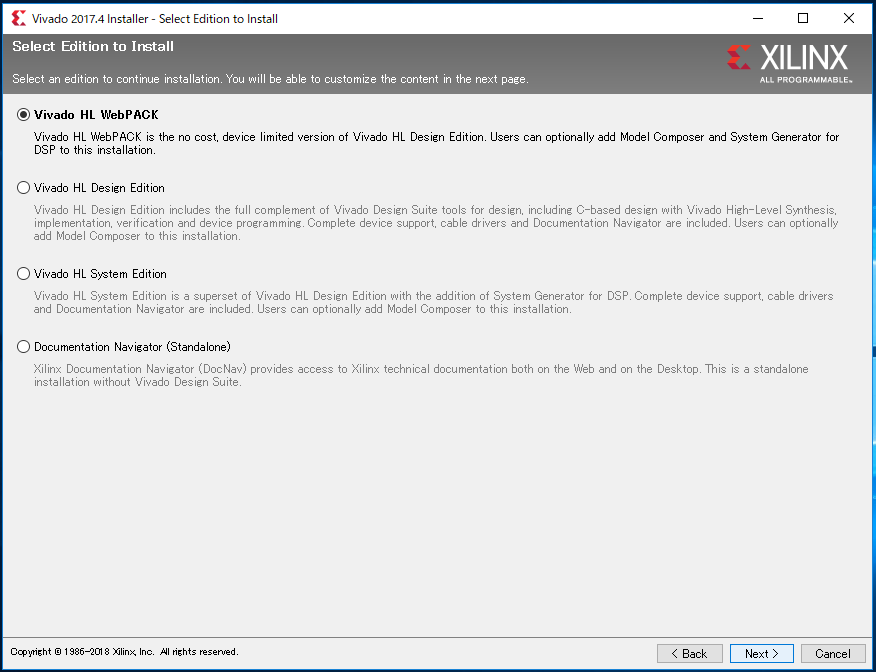 Vivado 2017.4 Installer - Select Edition to Install
Select Edition to Install
XILINX
ALL PROGRAMMABLE™
Select an edition to continue installation. You will be able to customize the content in the next page.
Vivado HL WebPACK
Vivado HL WebPACK is the no cost, device limited version of Vivado HL Design Edition. Users can optionally add Model Composer and System Generator for
DSP to this installation.
Vivado HL Design Edition
Vivado HL Design Edition includes the full complement of Vivado Design Suite tools for design, including C-based design with Vivado High-Level Synthesis,
implementation, verification and device programming. Complete device support, cable drivers and Documentation Navigator are included. Users can optionally
add Model Composer to this installation.
Vivado HL System Edition
Vivado HL System Edition is a superset of Vivado HL Design Edition with the addition of System Generator for DSP. Complete device support, cable drivers
and Documentation Navigator are included. Users can optionally add Model Composer to this installation.
Documentation Navigator (Standalone)
Xilinx Documentation Navigator (DocNav) provides access to Xilinx technical documentation both on the Web and on the Desktop. This is a standalone
installation without Vivado Design Suite.
Copyright © 1986-2018 Xilinx, Inc. All rights reserved.
< Back
Next >
Cancel